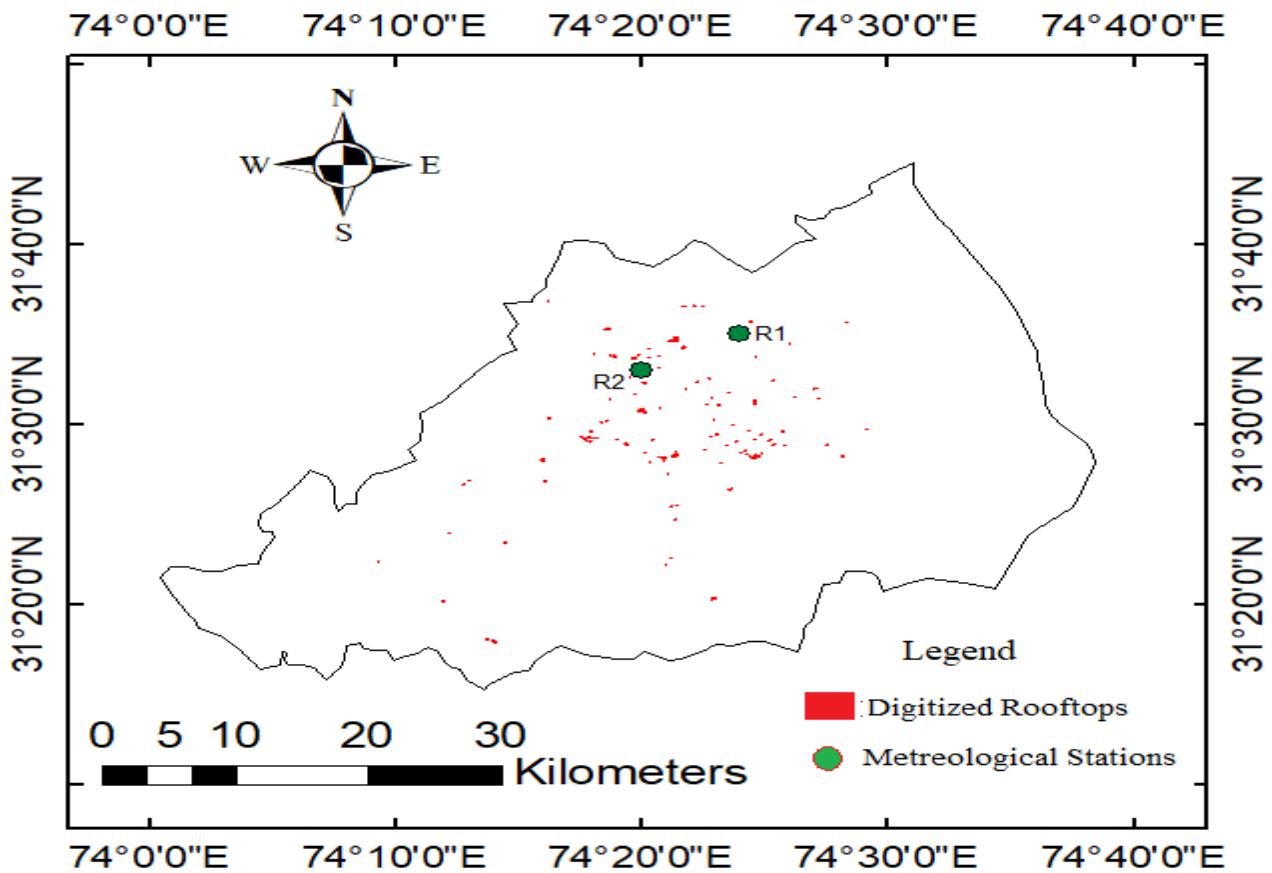 74°0'0"E 74°10'0"E 74°20'0"E 74°30'0"E 74°40'0"E
N
W E
S
31°40'0"N 31°40'0"N
R1
R2
31°30'0"N 31°30'0"N
31°20'0"N 31°20'0"N
Legend
Digitized Rooftops
Metreological Stations
0 5 10 20 30
Kilometers
74°0'0"E 74°10'0"E 74°20'0"E 74°30'0"E 74°40'0"E